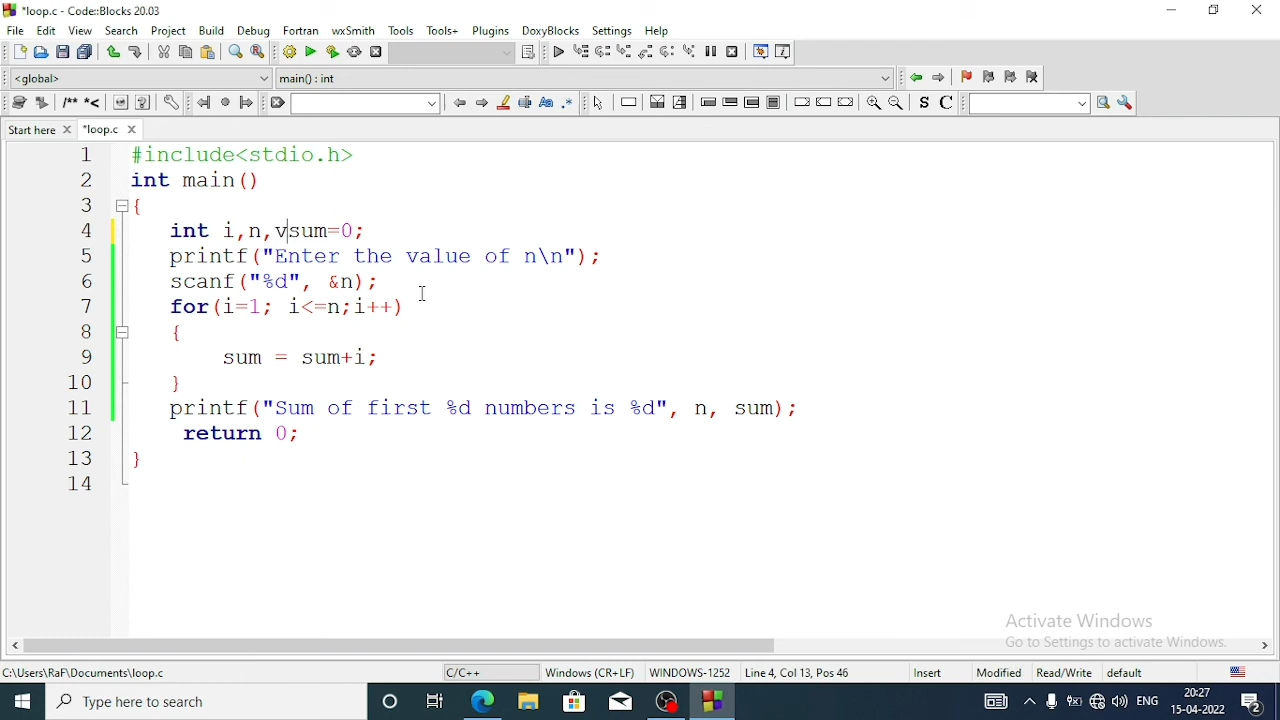 *loop.c - Code::Blocks 20.03
File Edit View Search Project Build Debug Fortran wxSmith Tools Tools+ Plugins DoxyBlocks Settings Help
<global> main() : int
/** *<
S C
Start here *loop.c
1 #include<stdio.h>
2 int main()
3 {
4 int i,n,vsum=0;
5 printf("Enter the value of n\n");
6 scanf("%d", &n);
7 for(i=1; i<=n;i++)
8 {
9 sum = sum+i;
10 }
11 printf("Sum of first %d numbers is %d", n, sum);
12 return 0;
13 }
14
Activate Windows
Go to Settings to activate Windows.
C:\Users\RaF\Documents\loop.c C/C++ Windows (CR+LF) WINDOWS-1252 Line 4, Col 13, Pos 46 Insert Modified Read/Write default
Type here to search ENG 20:27
15-04-2022 2